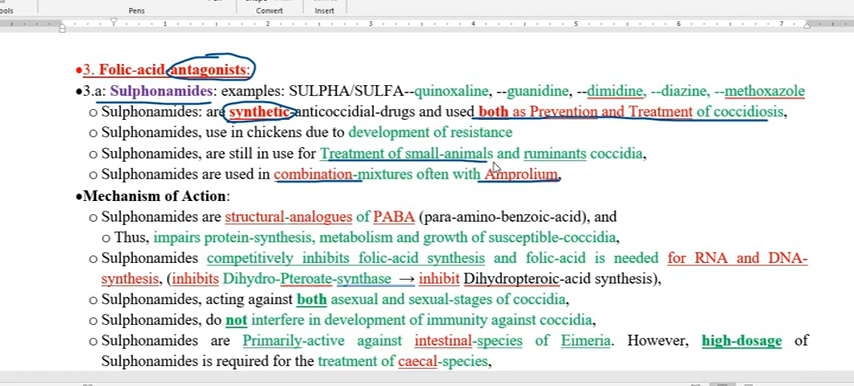 Pens
Convert
Insert
1 2 3 4 5 6 7
•3. Folic-acid antagonists:
•3.a: Sulphonamides: examples: SULPHA/SULFA--quinoxaline, --guanidine, --dimidine, --diazine, --methoxazole
o Sulphonamides: are synthetic-anticoccidial-drugs and used both as Prevention and Treatment of coccidiosis,
o Sulphonamides, use in chickens due to development of resistance
o Sulphonamides, are still in use for Treatment of small-animals and ruminants coccidia,
o Sulphonamides are used in combination-mixtures often with Amprolium,
•Mechanism of Action:
o Sulphonamides are structural-analogues of PABA (para-amino-benzoic-acid), and
o Thus, impairs protein-synthesis, metabolism and growth of susceptible-coccidia,
o Sulphonamides competitively inhibits folic-acid synthesis and folic-acid is needed for RNA and DNA-
synthesis, (inhibits Dihydro-Pteroate-synthase → inhibit Dihydropteroic-acid synthesis),
o Sulphonamides, acting against both asexual and sexual-stages of coccidia,
o Sulphonamides, do not interfere in development of immunity against coccidia,
o Sulphonamides are Primarily-active against intestinal-species of Eimeria. However, high-dosage of
Sulphonamides is required for the treatment of caecal-species,